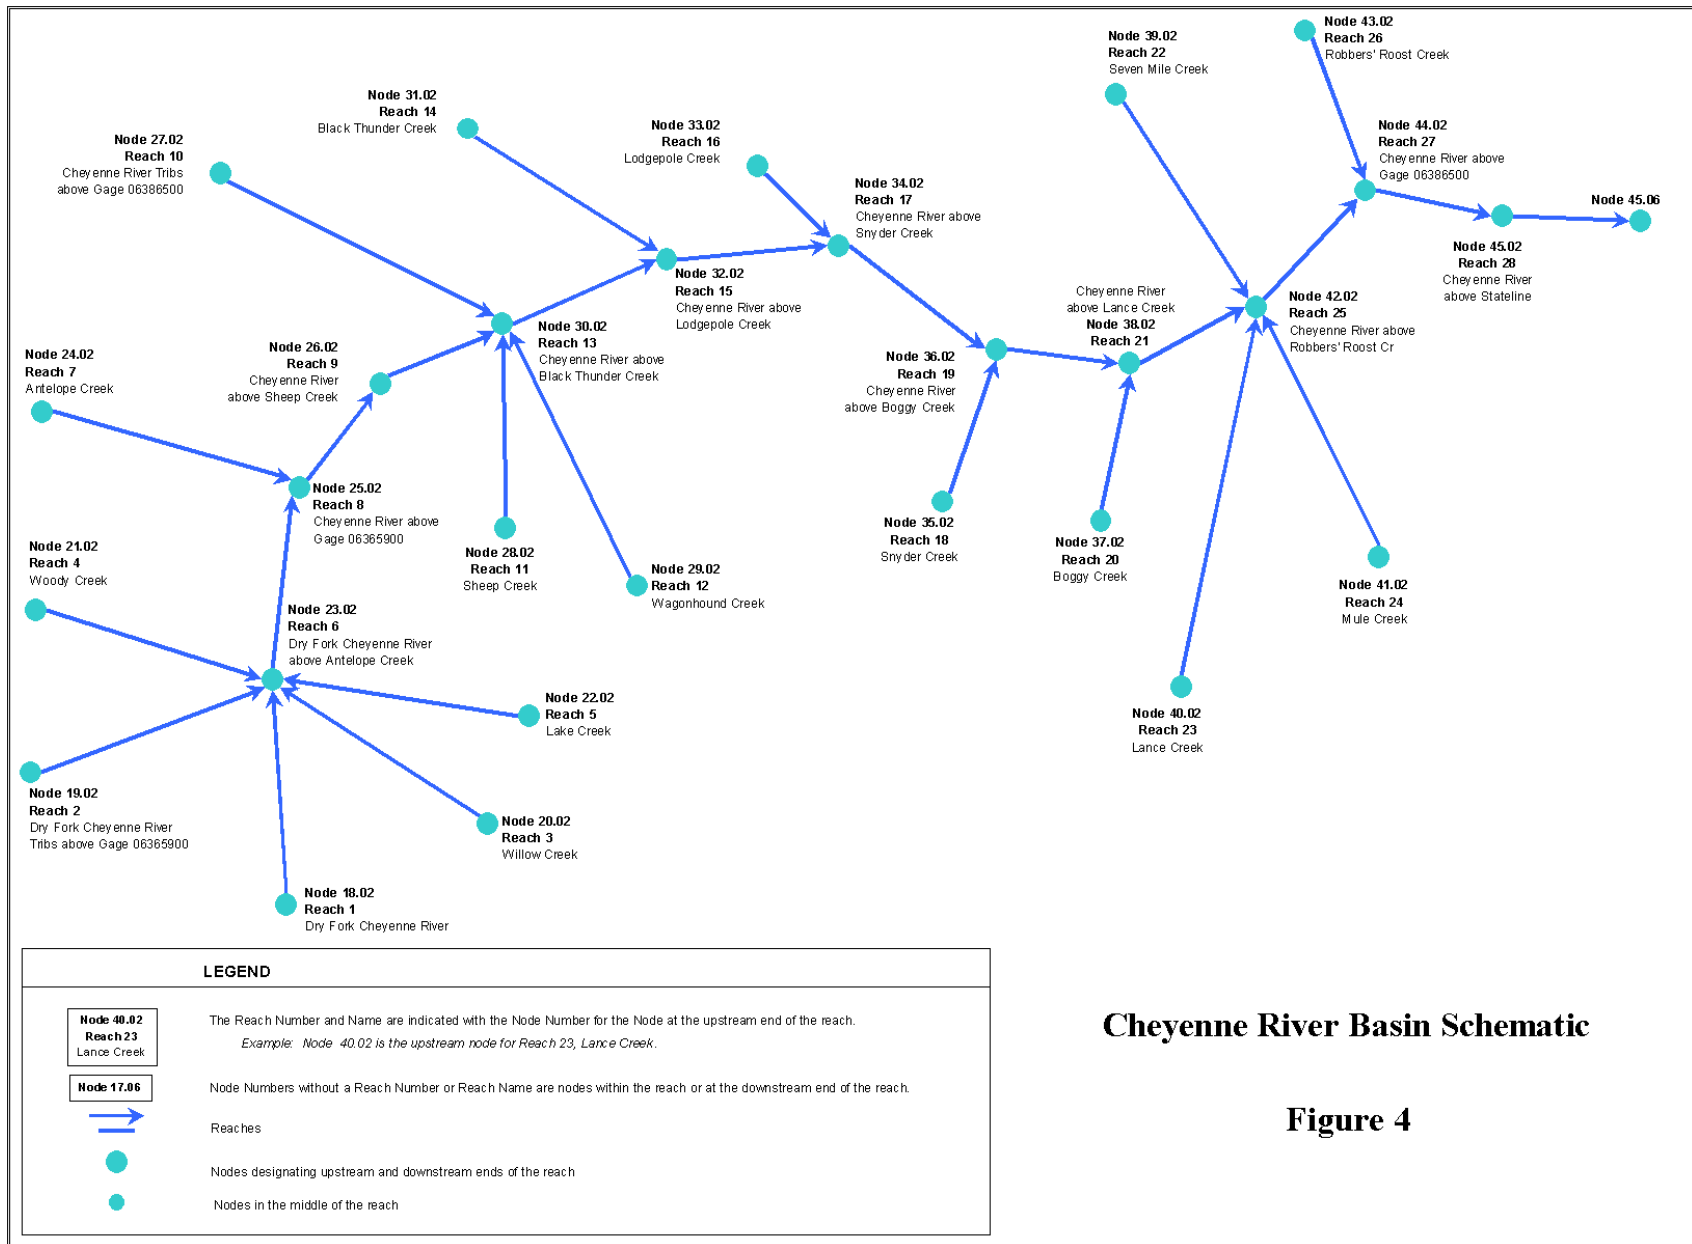 Node 43.02
Reach 26
Robbers' Roost Creek
Node 39.02
Reach 22
Seven Mile Creek
Node 31.02
Reach 14
Black Thunder Creek
Node 33.02
Reach 16
Lodgepole Creek
Node 44.02
Reach 27
Cheyenne River above
Gage 06386500
Node 27.02
Reach 10
Cheyenne River Tribs
above Gage 06386500
Node 34.02
Reach 17
Cheyenne River above
Snyder Creek
Node 45.06
Node 45.02
Reach 28
Cheyenne River
above Stateline
Node 32.02
Reach 15
Cheyenne River above
Lodgepole Creek
Cheyenne River
above Lance Creek
Node 38.02
Reach 21
Node 42.02
Reach 25
Cheyenne River above
Robbers' Roost Cr
Node 30.02
Reach 13
Cheyenne River above
Black Thunder Creek
Node 26.02
Reach 9
Cheyenne River
above Sheep Creek
Node 24.02
Reach 7
Antelope Creek
Node 36.02
Reach 19
Cheyenne River
above Boggy Creek
Node 25.02
Reach 8
Cheyenne River above
Gage 06365900
Node 35.02
Reach 18
Snyder Creek
Node 37.02
Reach 20
Boggy Creek
Node 21.02
Reach 4
Woody Creek
Node 28.02
Reach 11
Sheep Creek
Node 29.02
Reach 12
Wagonhound Creek
Node 41.02
Reach 24
Mule Creek
Node 23.02
Reach 6
Dry Fork Cheyenne River
above Antelope Creek
Node 22.02
Reach 5
Lake Creek
Node 40.02
Reach 23
Lance Creek
Node 19.02
Reach 2
Dry Fork Cheyenne River
Tribs above Gage 06365900
Node 20.02
Reach 3
Willow Creek
Node 18.02
Reach 1
Dry Fork Cheyenne River
LEGEND
Node 40.02
Reach 23
Lance Creek
The Reach Number and Name are indicated with the Node Number for the Node at the upstream end of the reach.
Example: Node 40.02 is the upstream node for Reach 23, Lance Creek.
Node 17.06
Node Numbers without a Reach Number or Reach Name are nodes within the reach or at the downstream end of the reach.
Reaches
Nodes designating upstream and downstream ends of the reach
Nodes in the middle of the reach
Cheyenne River Basin Schematic
Figure 4